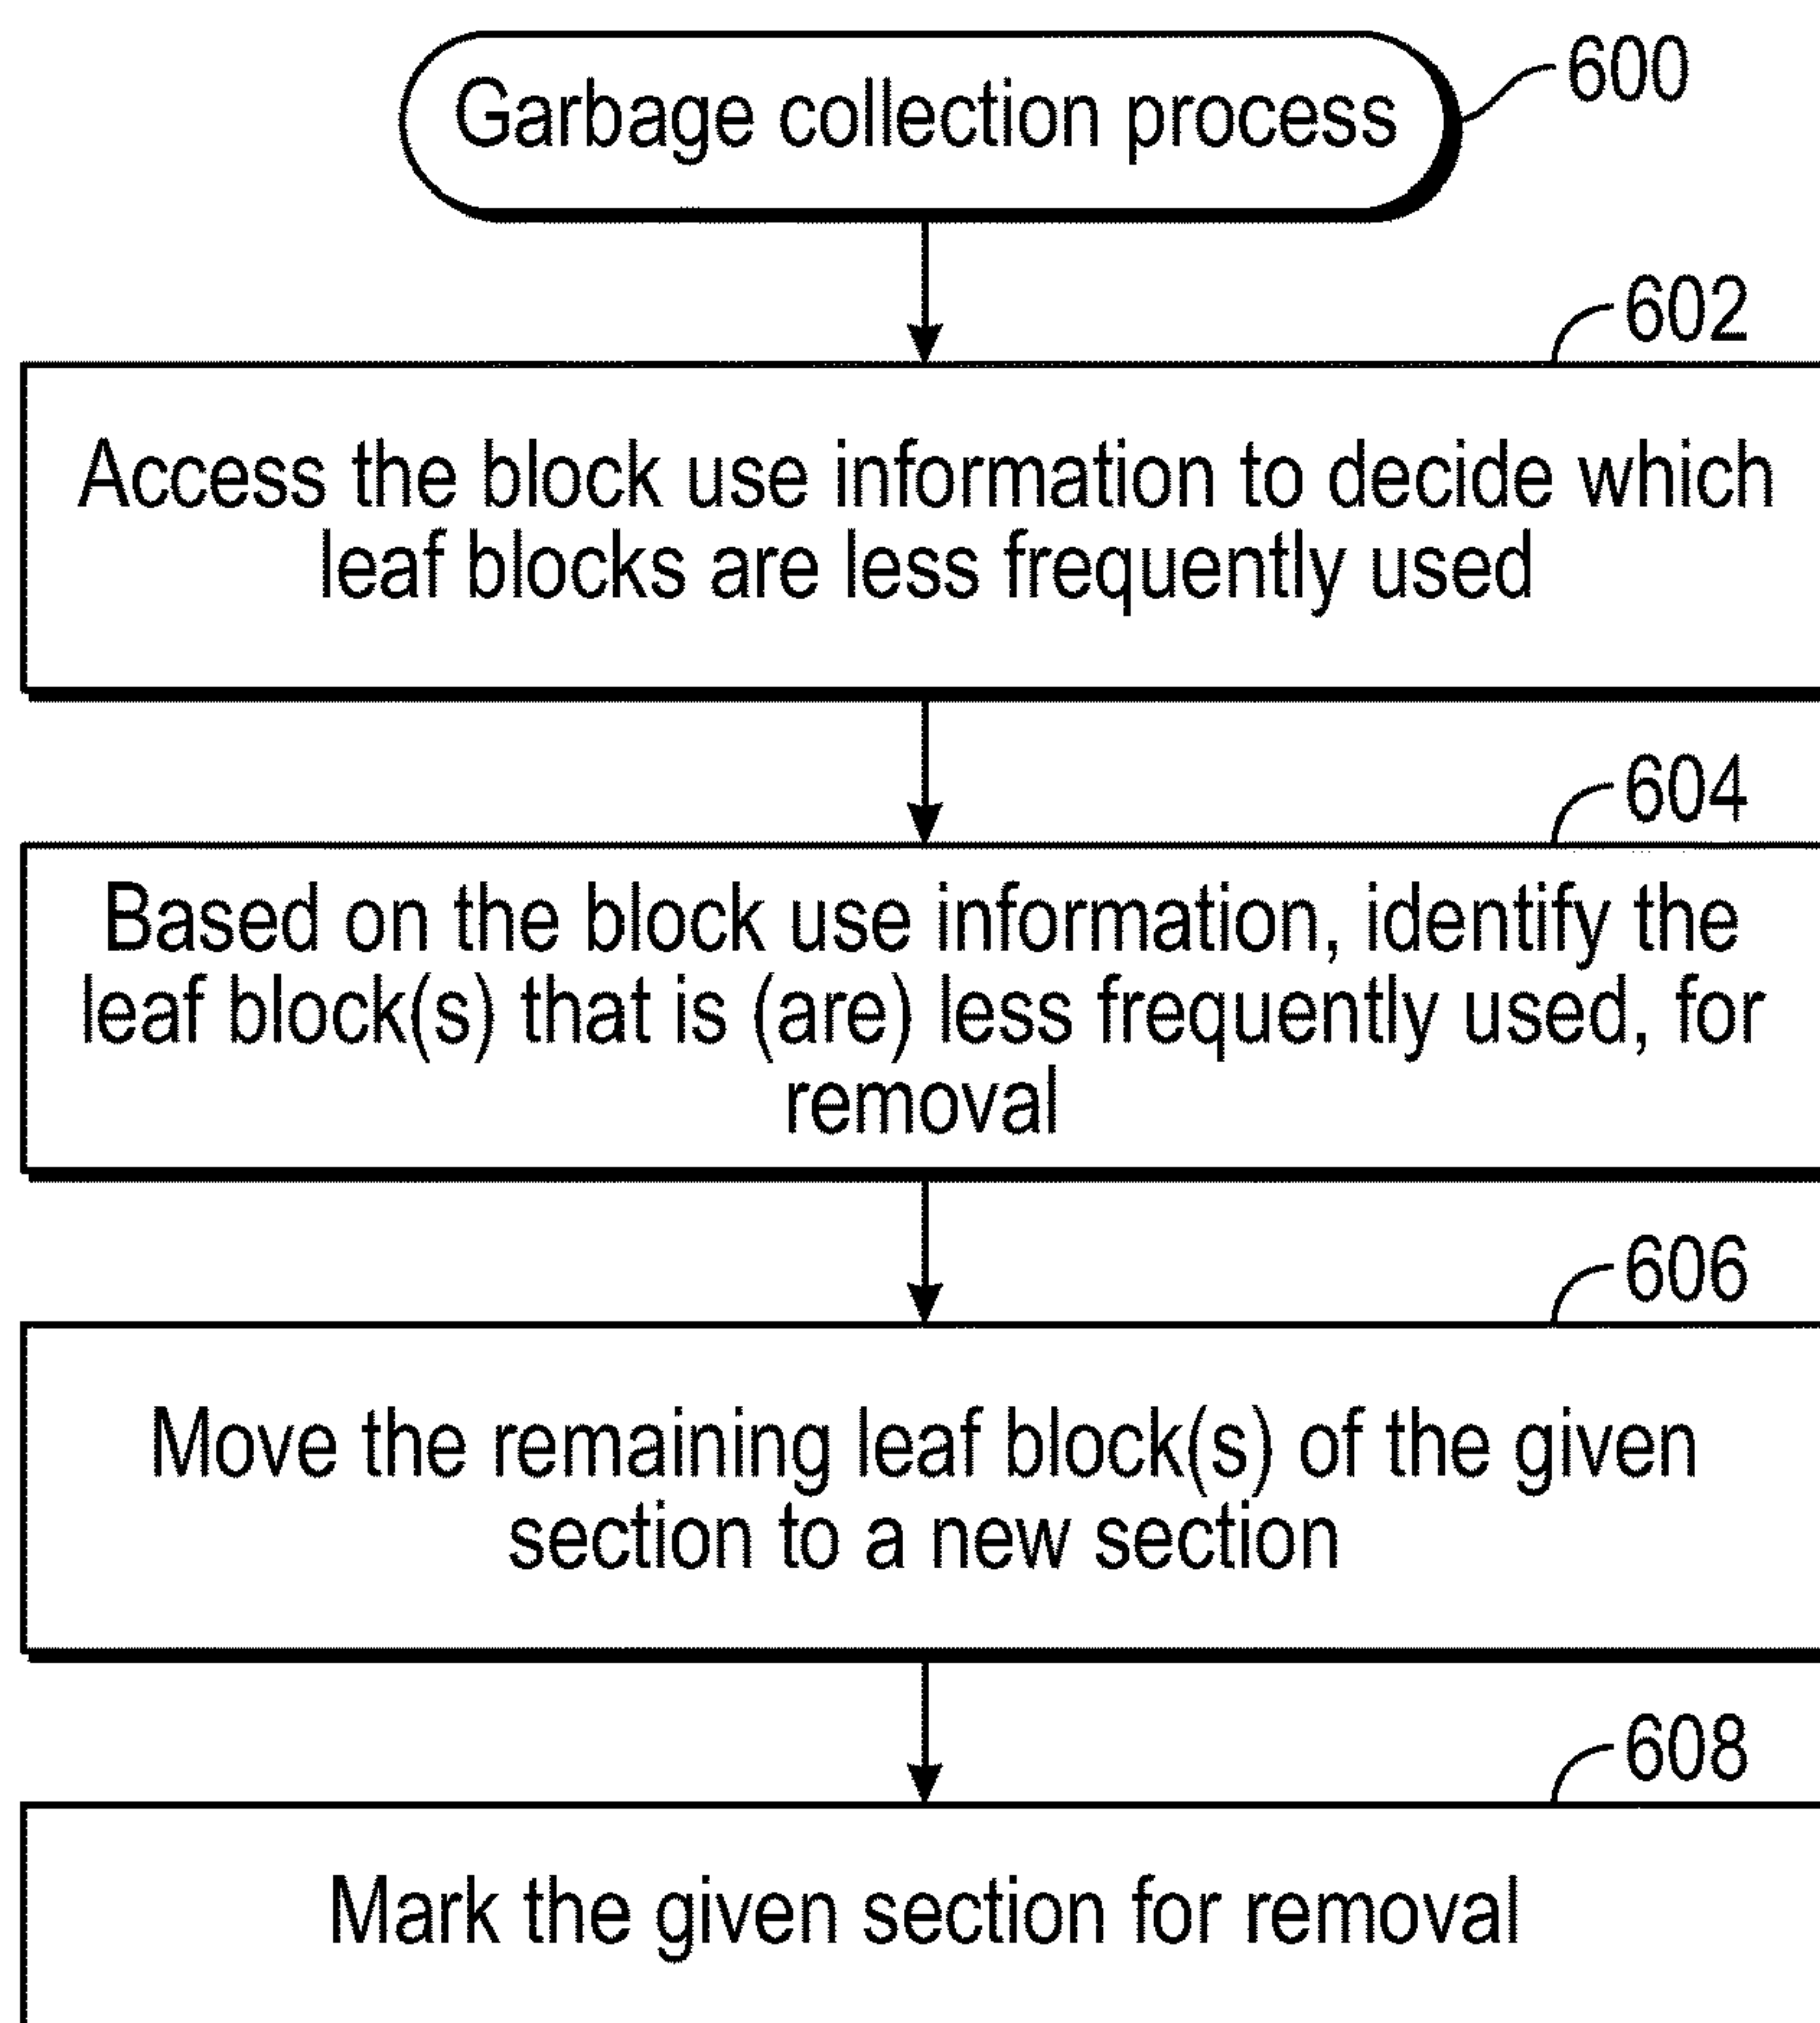 Garbage collection process
600
602
Access the block use information to decide which
leaf blocks are less frequently used
604
Based on the block use information, identify the
leaf block(s) that is (are) less frequently used, for
removal
606
Move the remaining leaf block(s) of the given
section to a new section
608
Mark the given section for removal